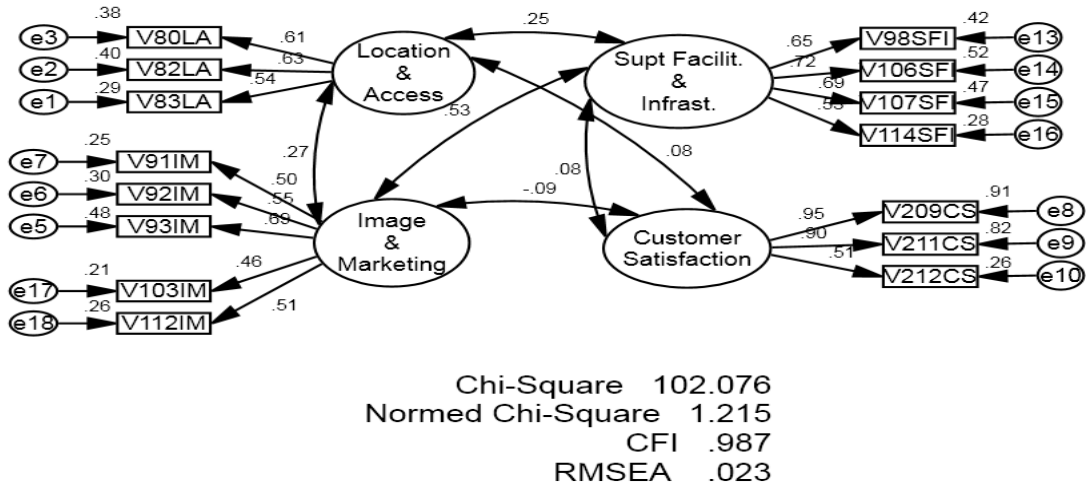 .38
e3
V80LA
.61
.40
e2
V82LA
.63
.29
e1
V83LA
.54
Location
&
Access
.25
Supt Facilit.
&
Infrast.
.65
V98SFI
.42
e13
.72
V106SFI
.52
e14
.69
V107SFI
.47
e15
V114SFI
.28
e16
.53
.27
.08
.08
-.09
.25
e7
V91IM
.50
.30
e6
V92IM
.55
.48
e5
V93IM
.69
Image
&
Marketing
.21
e17
V103IM
.46
.26
e18
V112IM
.51
Customer
Satisfaction
.95
V209CS
.91
e8
.90
V211CS
.82
e9
.51
V212CS
.26
e10
Chi-Square 102.076
Normed Chi-Square 1.215
CFI .987
RMSEA .023